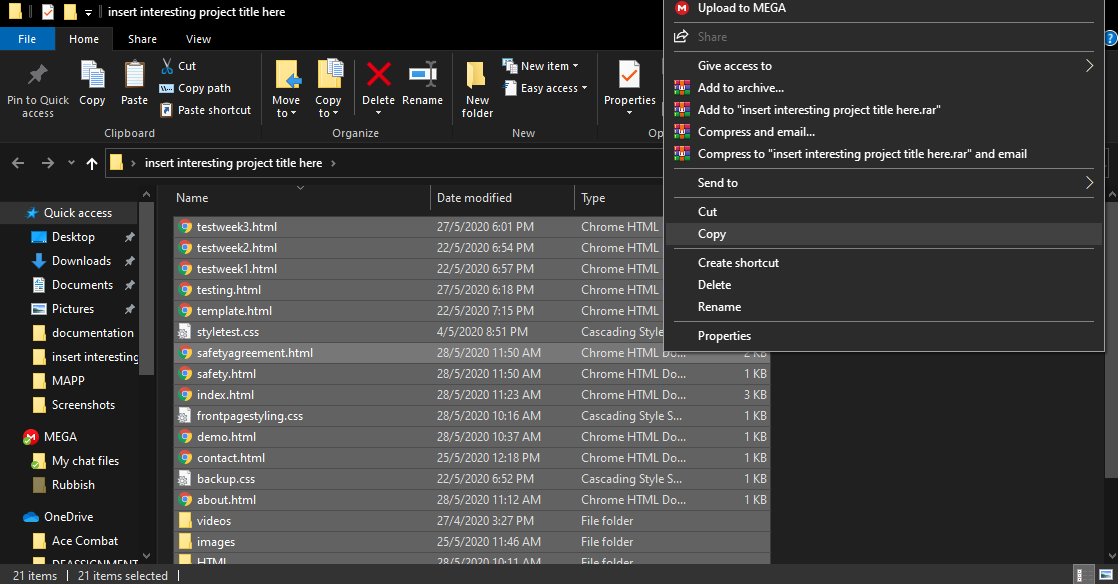 insert interesting project title here
File Home Share View
Pin to Quick access
Copy
Paste
Cut
Copy path
Paste shortcut
Clipboard
Move to
Copy to
Delete
Rename
Organize
New folder
New item
Easy access
New
Properties
Op
insert interesting project title here
Quick access
Desktop
Downloads
Documents
Pictures
documentation
insert interesting
MAPP
Screenshots
MEGA
My chat files
Rubbish
OneDrive
Ace Combat
DEASSIGNMENT
Name Date modified Type
testweek3.html 27/5/2020 6:01 PM Chrome HTML
testweek2.html 22/5/2020 6:54 PM Chrome HTML
testweek1.html 22/5/2020 6:57 PM Chrome HTML
testing.html 27/5/2020 6:18 PM Chrome HTML
template.html 22/5/2020 7:15 PM Chrome HTML
styletest.css 4/5/2020 8:51 PM Cascading Style
safetyagreement.html 28/5/2020 11:50 AM Chrome HTML Do... 2 KB
safety.html 28/5/2020 11:50 AM Chrome HTML Do... 1 KB
index.html 28/5/2020 11:23 AM Chrome HTML Do... 3 KB
frontpagestyling.css 28/5/2020 10:16 AM Cascading Style S... 1 KB
demo.html 28/5/2020 10:37 AM Chrome HTML Do... 1 KB
contact.html 25/5/2020 12:18 PM Chrome HTML Do... 1 KB
backup.css 22/5/2020 6:52 PM Cascading Style S... 1 KB
about.html 28/5/2020 11:12 AM Chrome HTML Do... 1 KB
videos 27/4/2020 3:27 PM File folder
images 25/5/2020 11:46 AM File folder
HTML 28/5/2020 10:11 AM File folder
Upload to MEGA
Share
Give access to
Add to archive...
Add to "insert interesting project title here.rar"
Compress and email...
Compress to "insert interesting project title here.rar" and email
Send to
Cut
Copy
Create shortcut
Delete
Rename
Properties
21 items 21 items selected